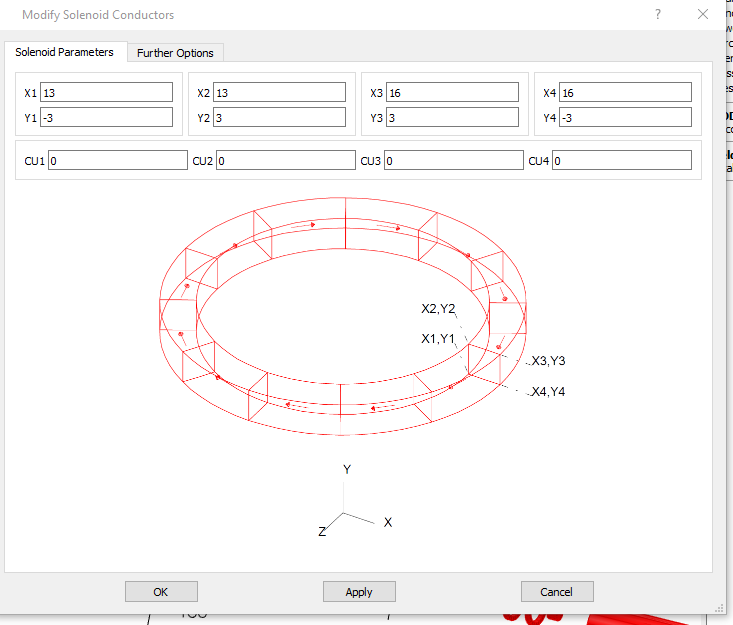 Modify Solenoid Conductors ?
Solenoid Parameters Further Options
X1 13 X2 13 X3 16 X4 16
Y1 -3 Y2 3 Y3 3 Y4 -3
CU1 0 CU2 0 CU3 0 CU4 0
X2,Y2
X1,Y1
X3,Y3
X4,Y4
Y
X
Z
OK Apply Cancel